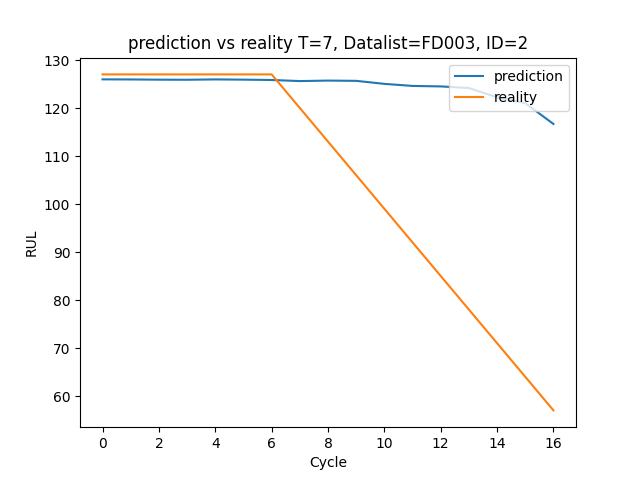 prediction vs reality T=7, Datalist=FD003, ID=2
130
120
110
100
90
80
70
60
RUL
prediction
reality
0 2 4 6 8 10 12 14 16
Cycle